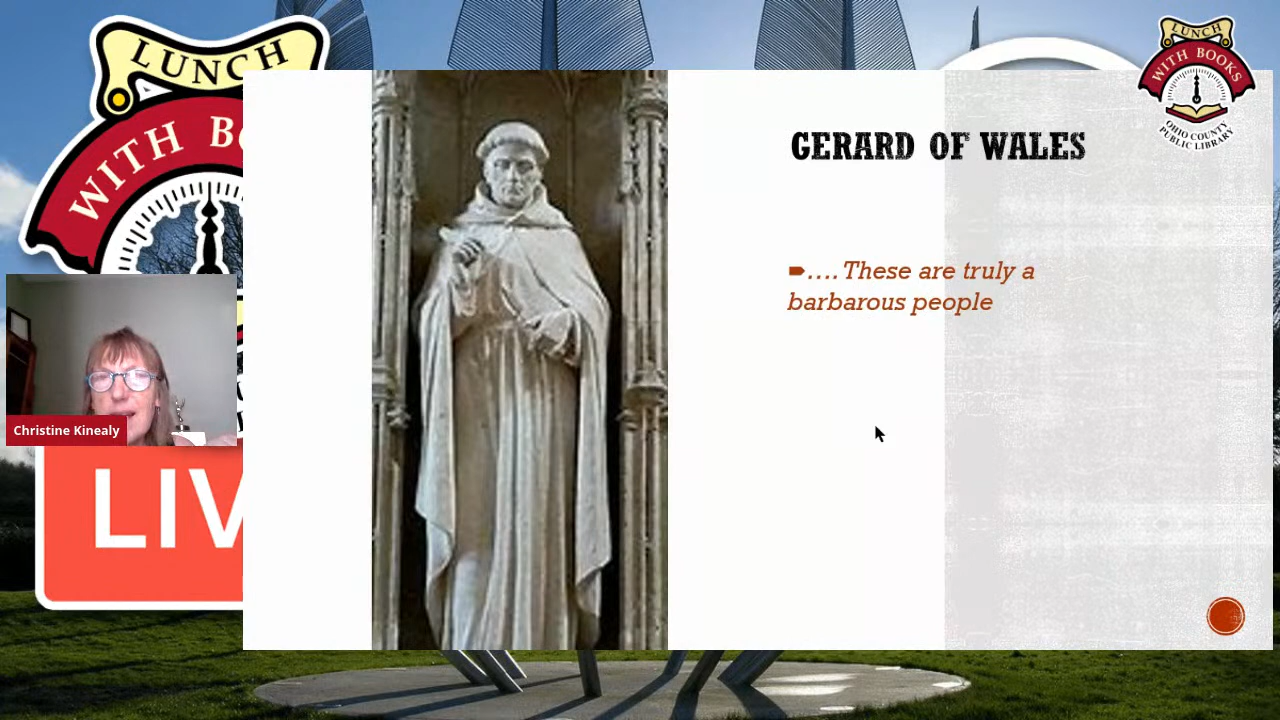 LUNCH
WITH BO
LIV
Christine Kinealy
GERARD OF WALES
.... These are truly a
barbarous people
LUNCH
WITH BOOKS
OHIO COUNTY
PUBLIC LIBRARY